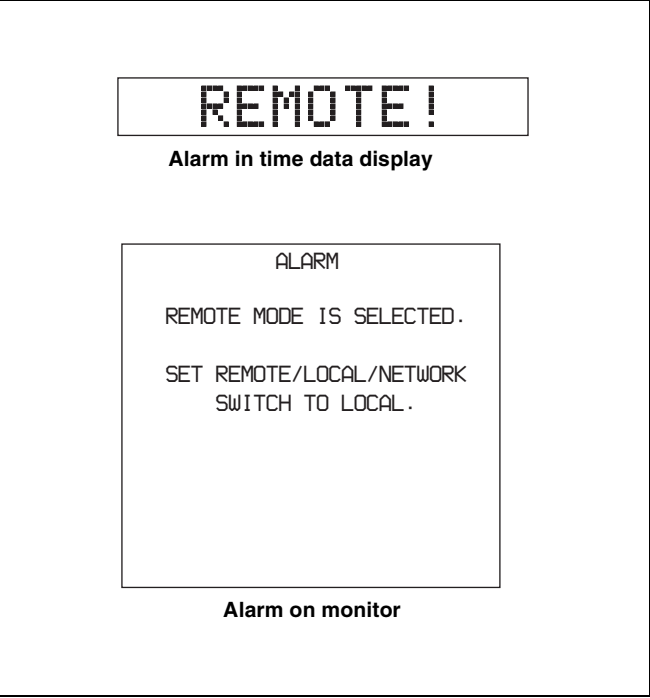 REMOTE!
Alarm in time data display
ALARM
REMOTE MODE IS SELECTED.
SET REMOTE/LOCAL/NETWORK
SWITCH TO LOCAL.
Alarm on monitor